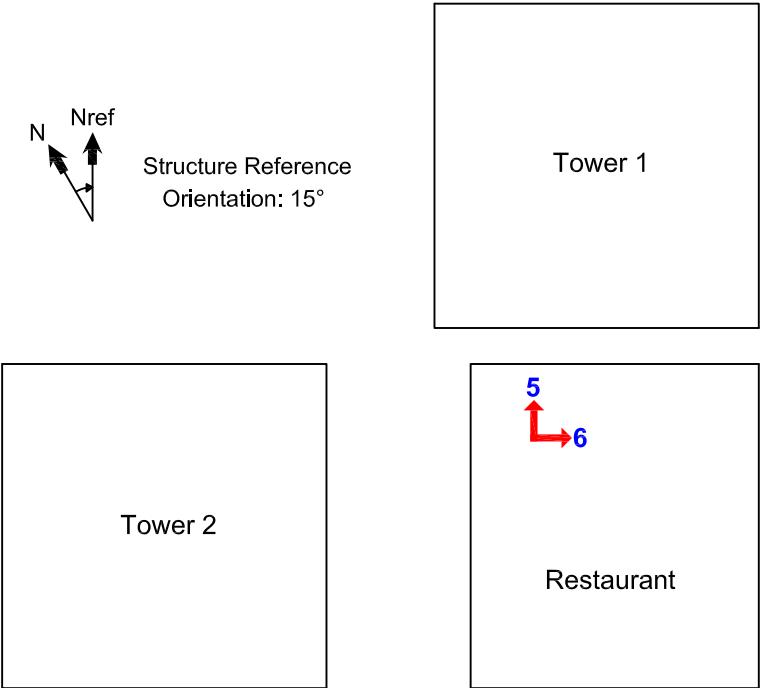 Nref
N
Structure Reference
Orientation: 15°
Tower 1
5
6
Tower 2
Restaurant